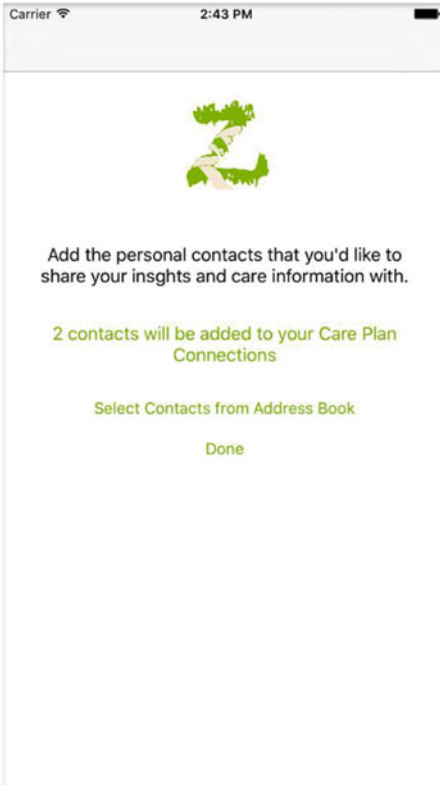 Carrier 2:43 PM
Z
Add the personal contacts that you'd like to
share your insghts and care information with.
2 contacts will be added to your Care Plan
Connections
Select Contacts from Address Book
Done